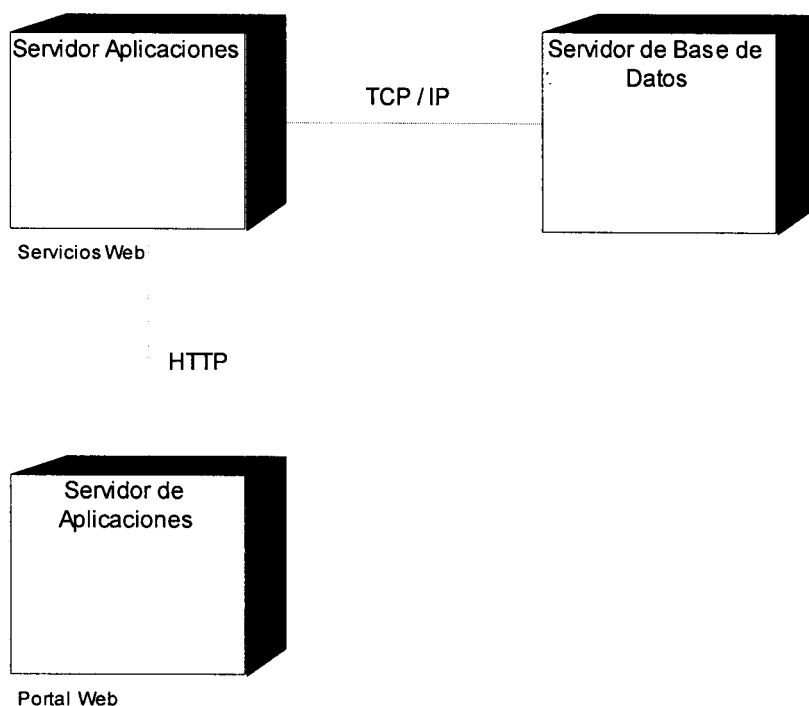 Servidor Aplicaciones
Servidor de Base de
Datos
TCP / IP
Servicios Web
HTTP
Servidor de
Aplicaciones
Portal Web